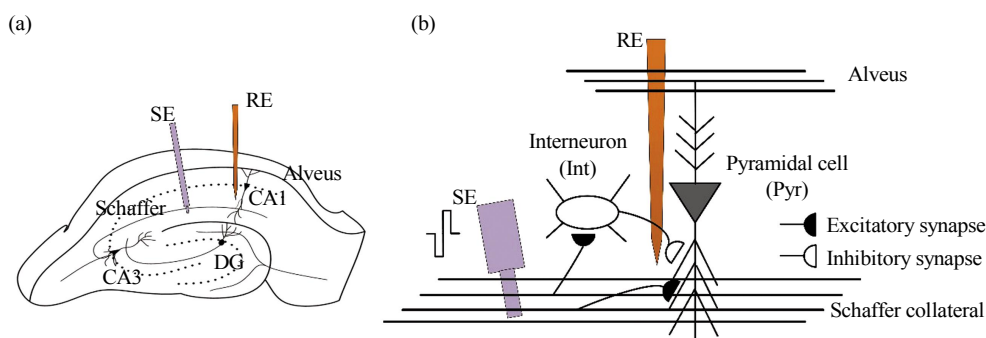 (a)
SE
RE
Alveus
CA1
Schaffer
CA3
DG
(b)
RE
Alveus
Interneuron
(Int)
Pyramidal cell
(Pyr)
SE
Excitatory synapse
Inhibitory synapse
Schaffer collateral